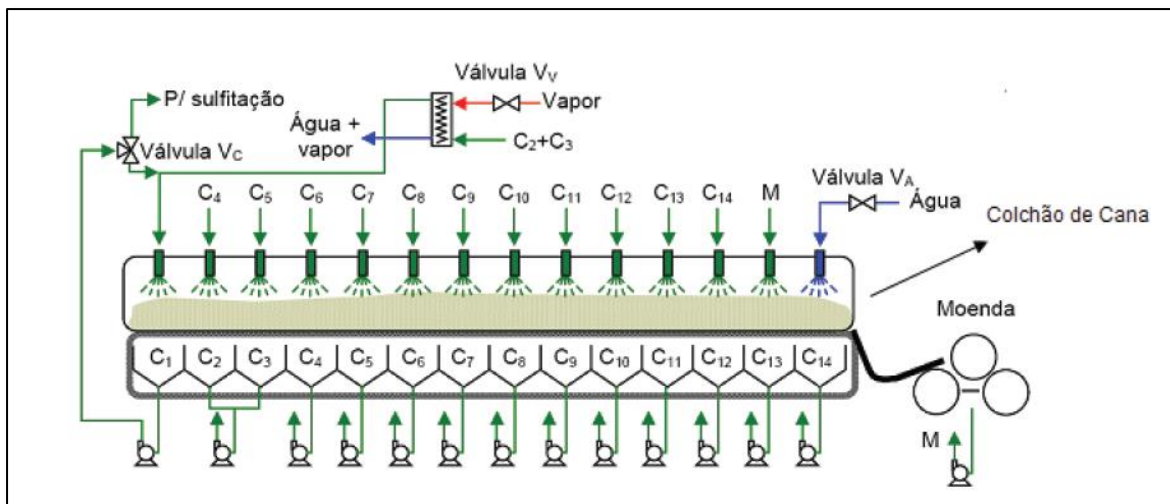 Válvula Vᵥ
P/ sulfitação
Vapor
Água +
vapor
C₂+C₃
Válvula V_C
C₄ C₅ C₆ C₇ C₈ C₉ C₁₀ C₁₁ C₁₂ C₁₃ C₁₄ M
Válvula V_A
Água
Colchão de Cana
Moenda
C₁ C₂ C₃ C₄ C₅ C₆ C₇ C₈ C₉ C₁₀ C₁₁ C₁₂ C₁₃ C₁₄
M